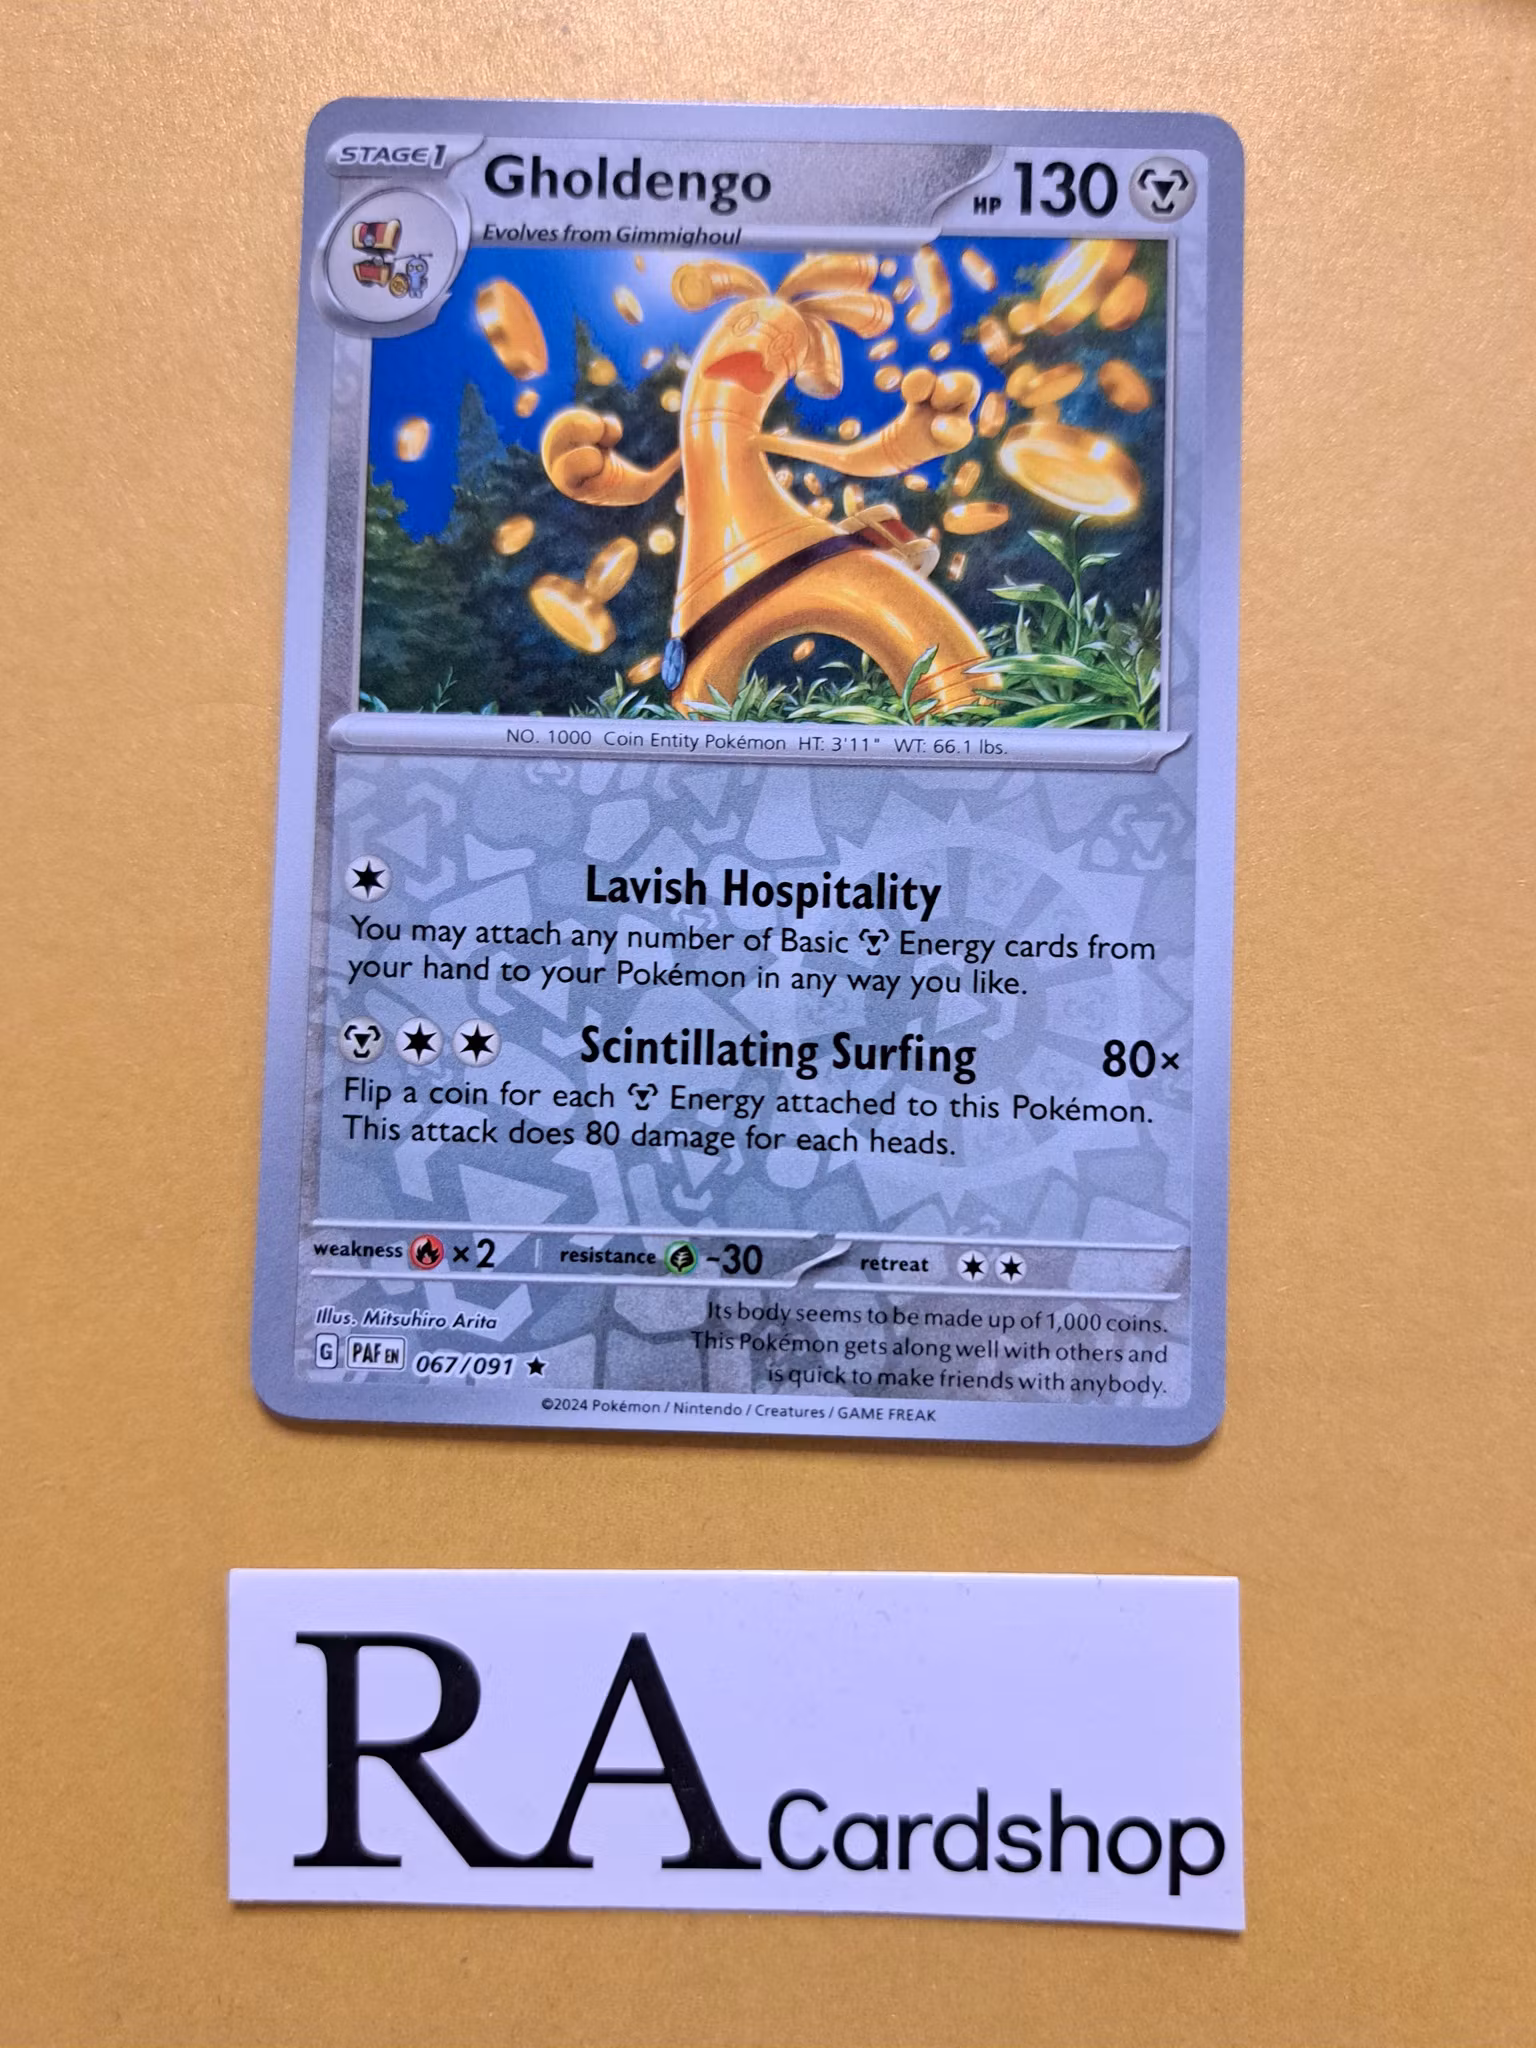 STAGE 1
Gholdengo
HP 130
Evolves from Gimmighoul
NO. 1000 Coin Entity Pokémon HT: 3'11" WT: 66.1 lbs.
Lavish Hospitality
You may attach any number of Basic Energy cards from
your hand to your Pokémon in any way you like.
Scintillating Surfing 80×
Flip a coin for each Energy attached to this Pokémon.
This attack does 80 damage for each heads.
weakness ×2 resistance -30 retreat
Illus. Mitsuhiro Arita
G PAF EN 067/091
Its body seems to be made up of 1,000 coins.
This Pokémon gets along well with others and
is quick to make friends with anybody.
©2024 Pokémon / Nintendo / Creatures / GAME FREAK
RA Cardshop